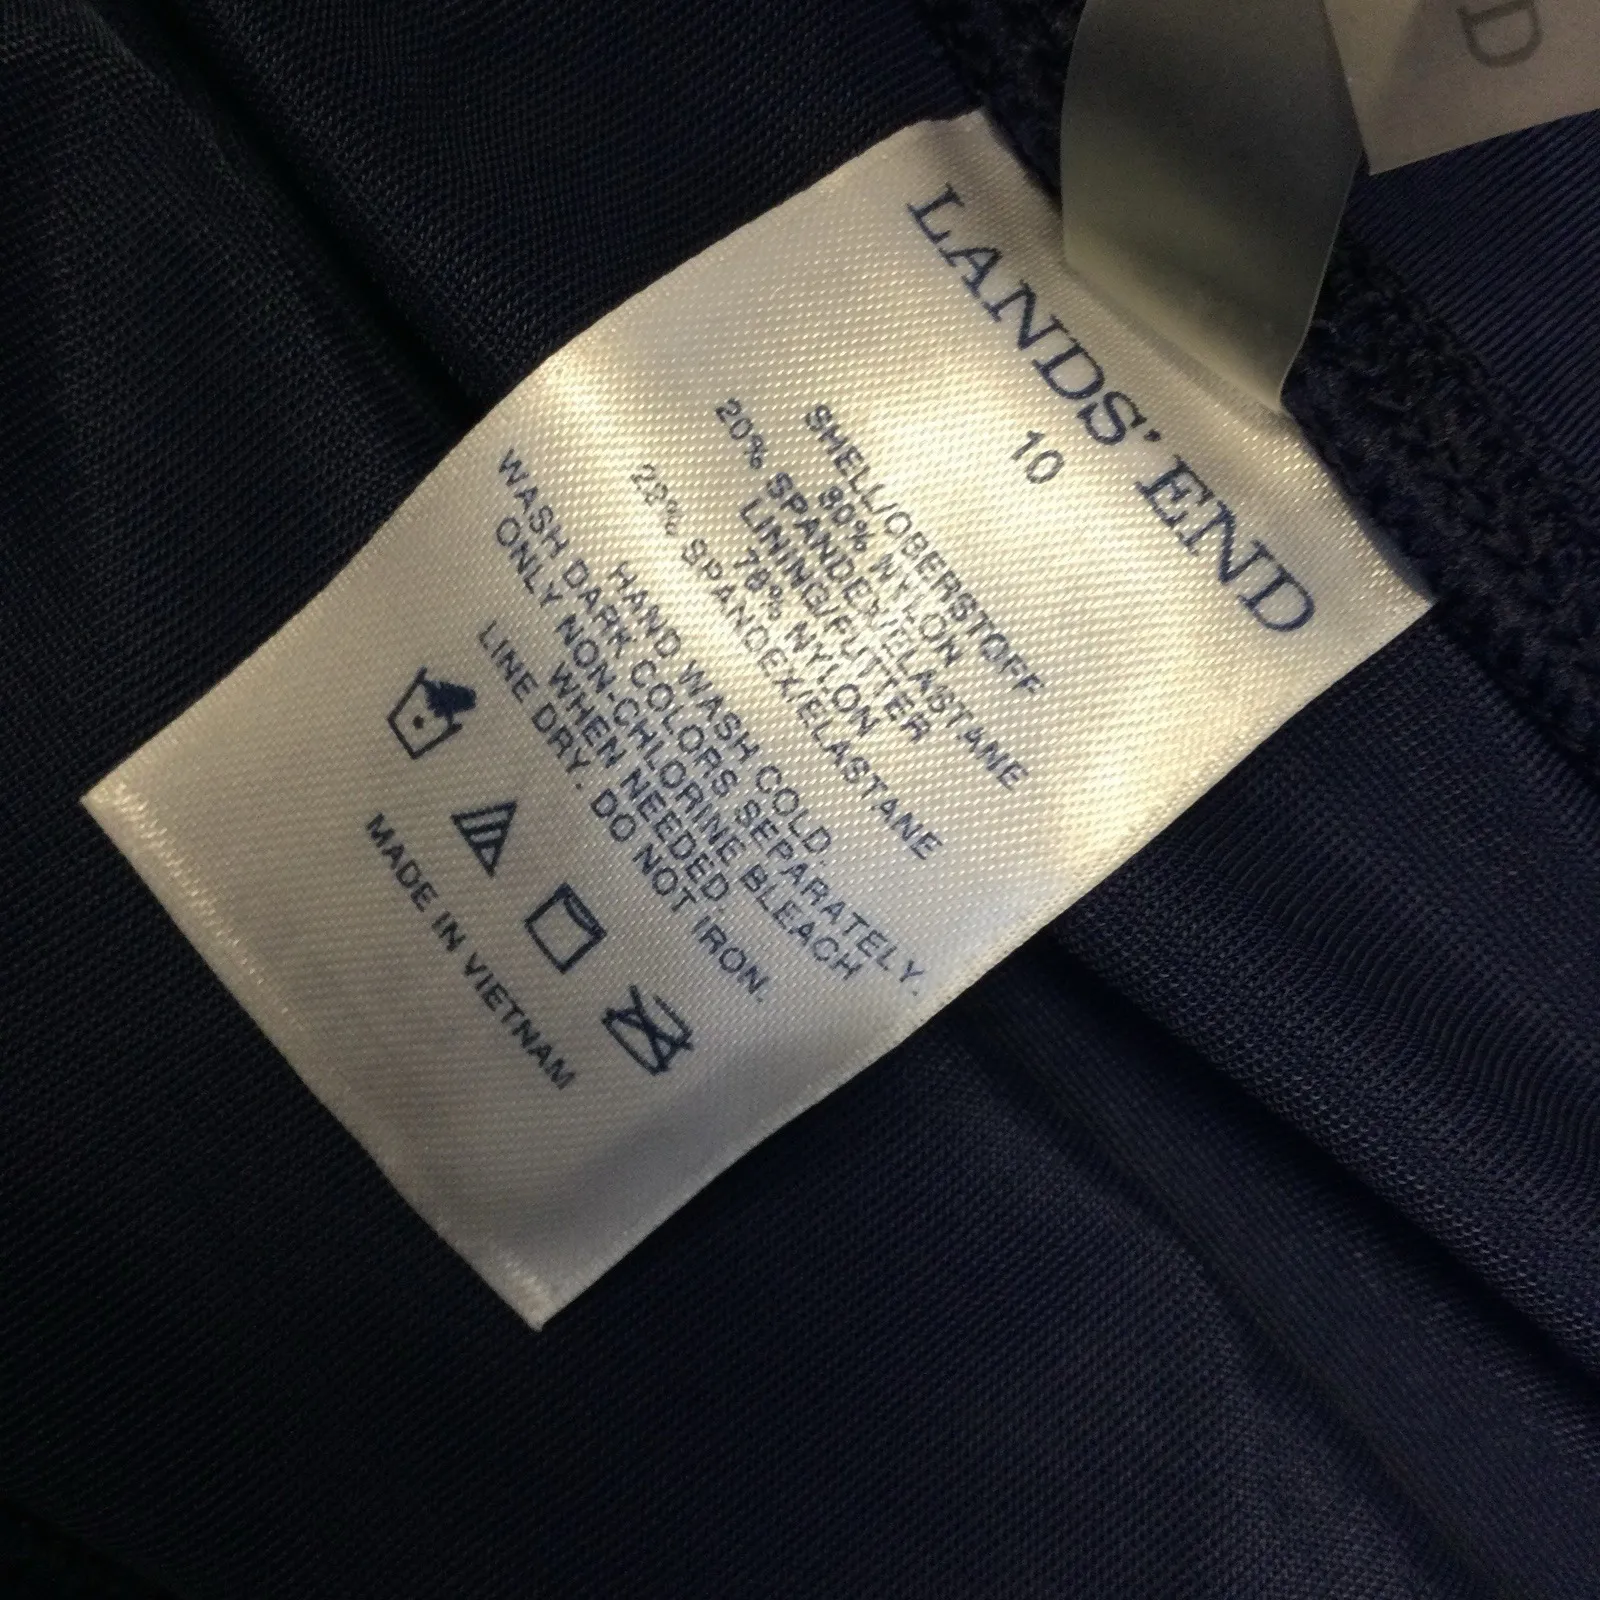 LANDS' END
10
SHELL/OBERSTOFF
80% NYLON
20% SPANDEX/ELASTANE
LINING/FUTTER
78% NYLON
22% SPANDEX/ELASTANE
HAND WASH COLD.
WASH DARK COLORS SEPARATELY.
ONLY NON-CHLORINE BLEACH
WHEN NEEDED.
LINE DRY. DO NOT IRON.
MADE IN VIETNAM
D